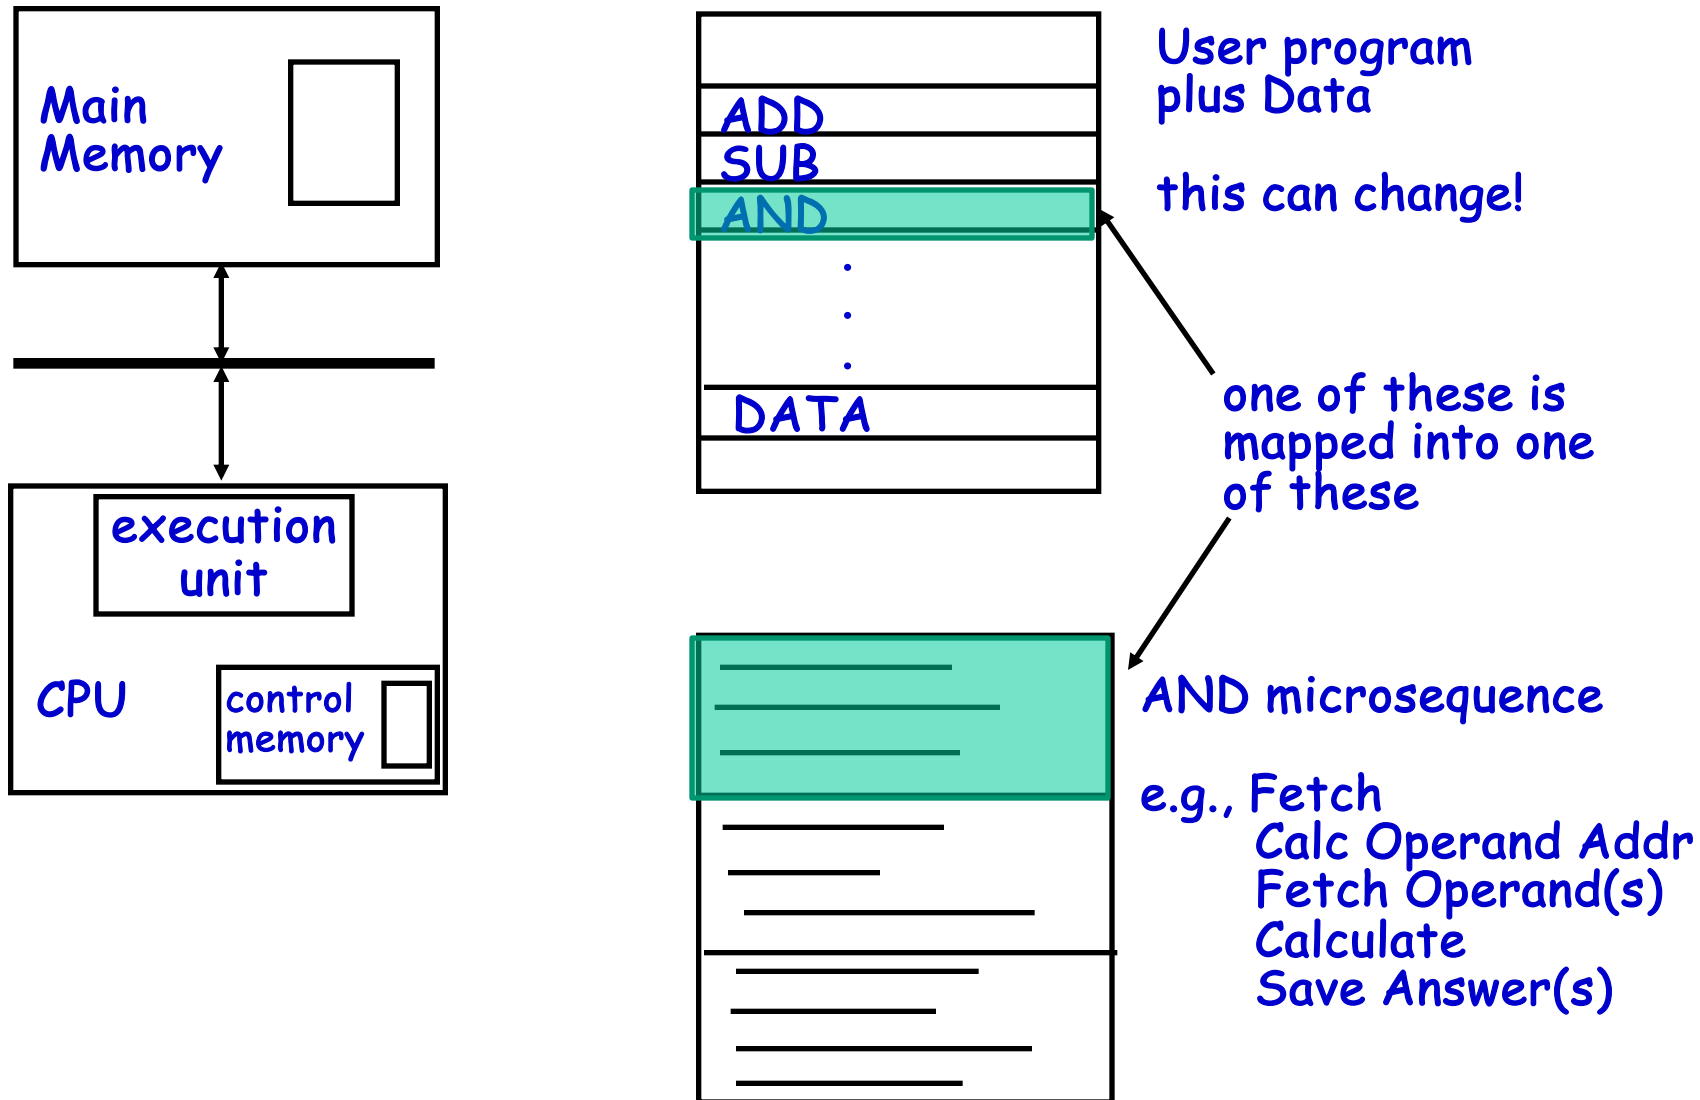 Main
Memory
execution
unit
CPU
control
memory
ADD
SUB
AND
.
.
.
DATA
User program
plus Data
this can change!
one of these is
mapped into one
of these
AND microsequence
e.g., Fetch
Calc Operand Addr
Fetch Operand(s)
Calculate
Save Answer(s)